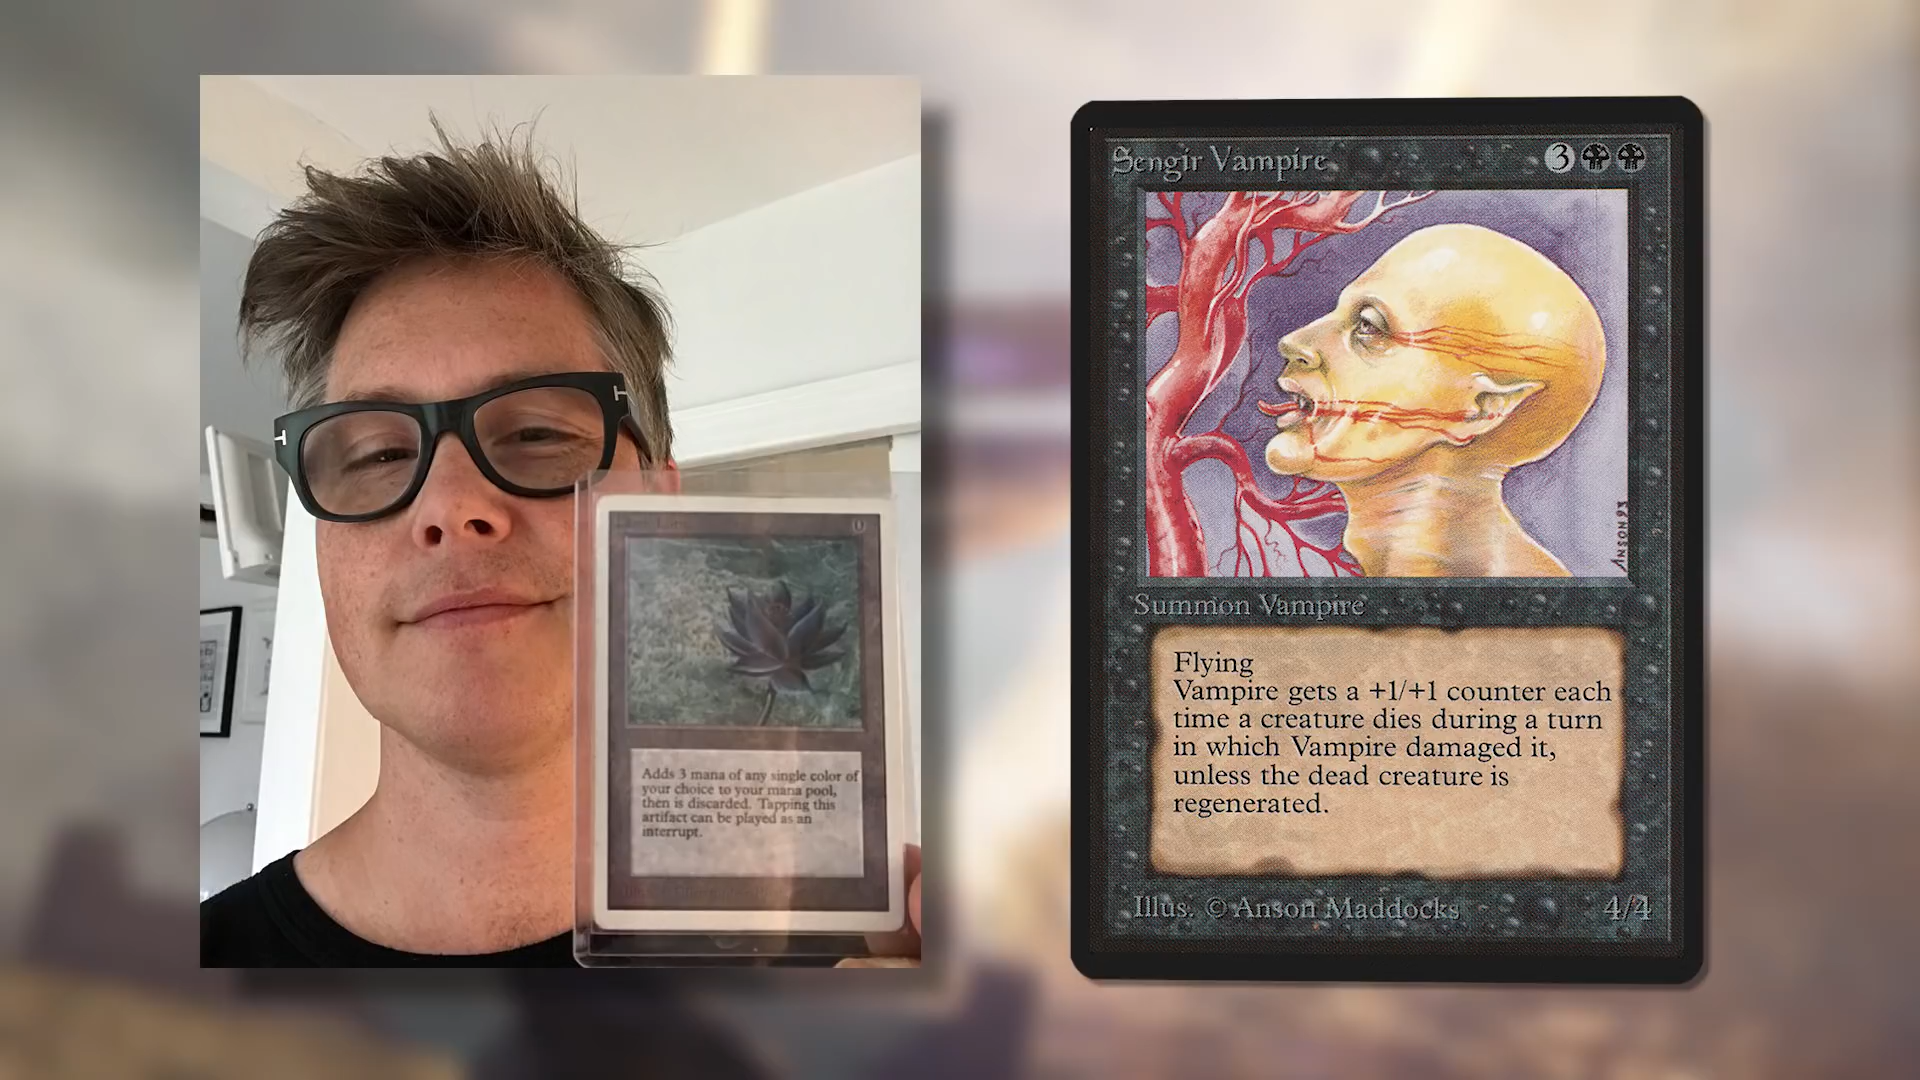 0
Adds 3 mana of any single color of
your choice to your mana pool,
then is discarded. Tapping this
artifact can be played as an
interrupt.
Sengir Vampire 3
ANSON 93
Summon Vampire
Flying
Vampire gets a +1/+1 counter each
time a creature dies during a turn
in which Vampire damaged it,
unless the dead creature is
regenerated.
Illus. © Anson Maddocks 4/4